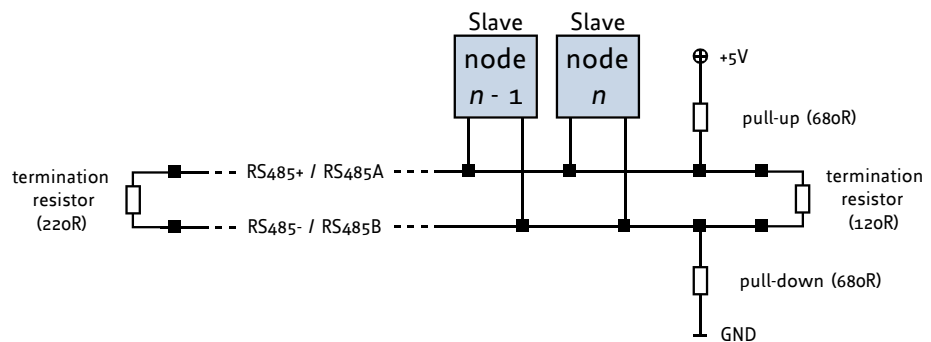 Slave
node
n - 1
Slave
node
n
+5V
pull-up (680R)
termination
resistor
(220R)
RS485+ / RS485A
RS485- / RS485B
termination
resistor
(120R)
pull-down (680R)
GND